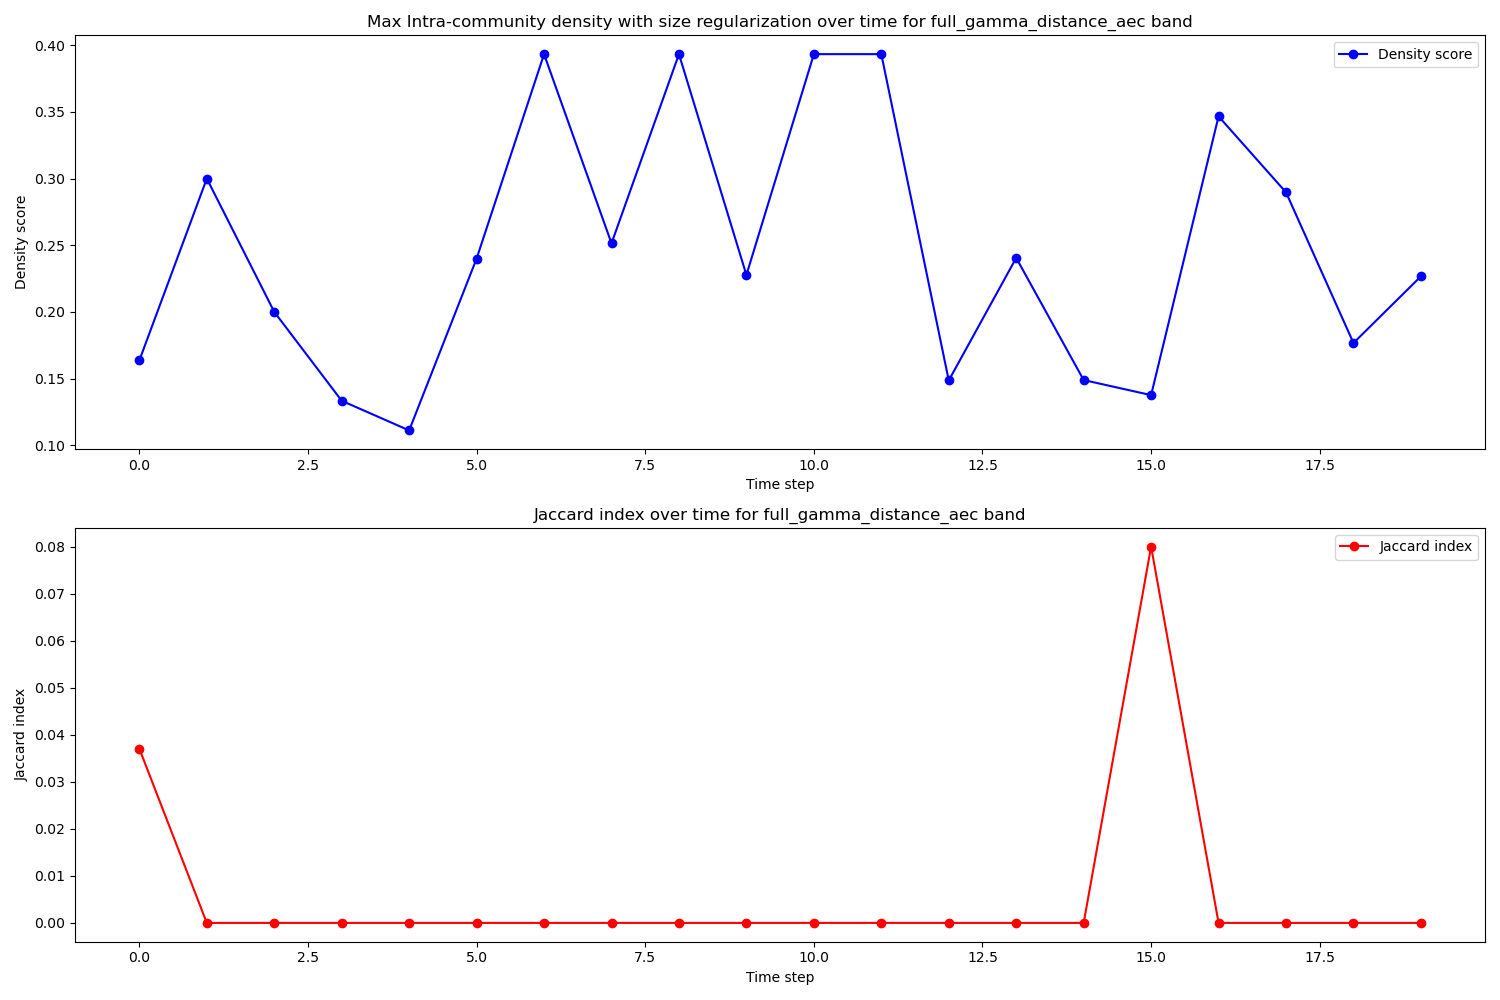 Max Intra-community density with size regularization over time for full_gamma_distance_aec band
Density score
0.40
0.35
0.30
0.25
0.20
0.15
0.10
Density score
0.0 2.5 5.0 7.5 10.0 12.5 15.0 17.5
Time step
Jaccard index over time for full_gamma_distance_aec band
Jaccard index
0.08
0.07
0.06
0.05
0.04
0.03
0.02
0.01
0.00
Jaccard index
0.0 2.5 5.0 7.5 10.0 12.5 15.0 17.5
Time step